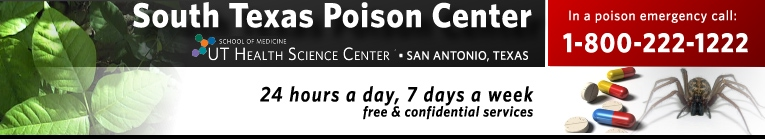 South Texas Poison Center
SCHOOL OF MEDICINE
UT HEALTH SCIENCE CENTER ▪ SAN ANTONIO, TEXAS
In a poison emergency call:
1-800-222-1222
24 hours a day, 7 days a week
free & confidential services